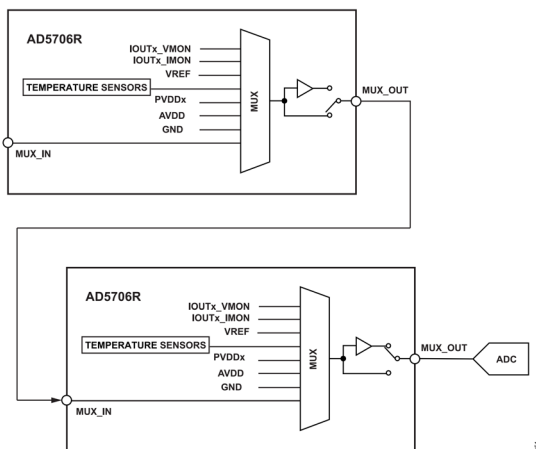 AD5706R
IOUTx_VMON
IOUTx_IMON
VREF
TEMPERATURE SENSORS
PVDDx
AVDD
GND
MUX
MUX_OUT
MUX_IN
AD5706R
IOUTx_VMON
IOUTx_IMON
VREF
TEMPERATURE SENSORS
PVDDx
AVDD
GND
MUX
MUX_OUT
ADC
MUX_IN